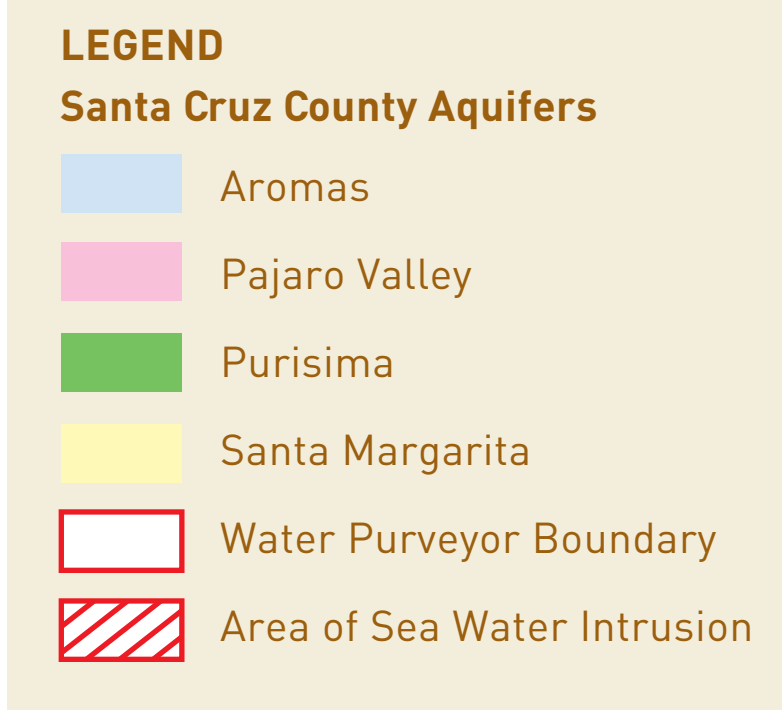 LEGEND
Santa Cruz County Aquifers
Aromas
Pajaro Valley
Purisima
Santa Margarita
Water Purveyor Boundary
Area of Sea Water Intrusion